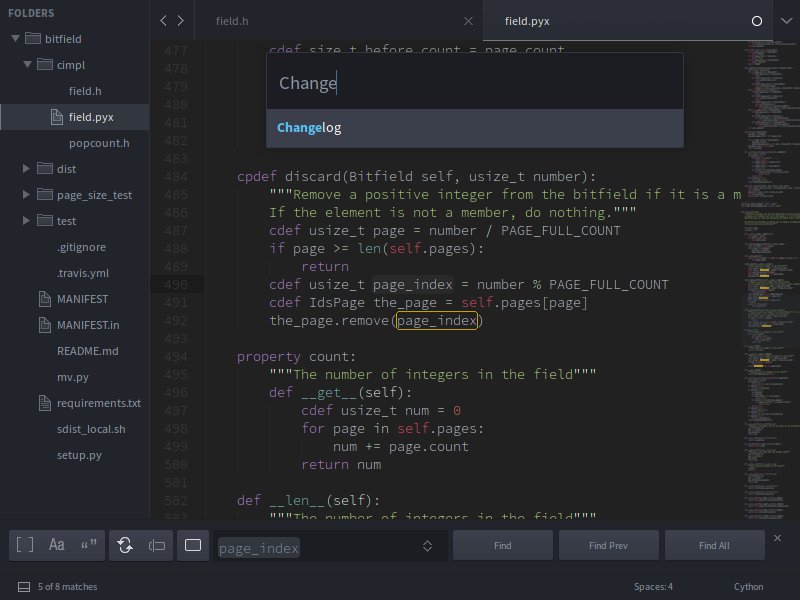 FOLDERS
bitfield
cimpl
field.h
field.pyx
popcount.h
dist
page_size_test
test
.gitignore
.travis.yml
MANIFEST
MANIFEST.in
README.md
mv.py
requirements.txt
sdist_local.sh
setup.py
field.h
field.pyx
Change
Changelog
477 cdef size_t before_count = page.count
478
479
480
481
482
483
484 cpdef discard(Bitfield self, usize_t number):
485 """Remove a positive integer from the bitfield if it is a m
486 If the element is not a member, do nothing."""
487 cdef usize_t page = number / PAGE_FULL_COUNT
488 if page >= len(self.pages):
489 return
490 cdef usize_t page_index = number % PAGE_FULL_COUNT
491 cdef IdsPage the_page = self.pages[page]
492 the_page.remove(page_index)
493
494 property count:
495 """The number of integers in the field"""
496 def __get__(self):
497 cdef usize_t num = 0
498 for page in self.pages:
499 num += page.count
500 return num
501
502 def __len__(self):
503 """The number of integers in the field"""
[ ] Aa “ ”
page_index
Find
Find Prev
Find All
5 of 8 matches
Spaces: 4
Cython